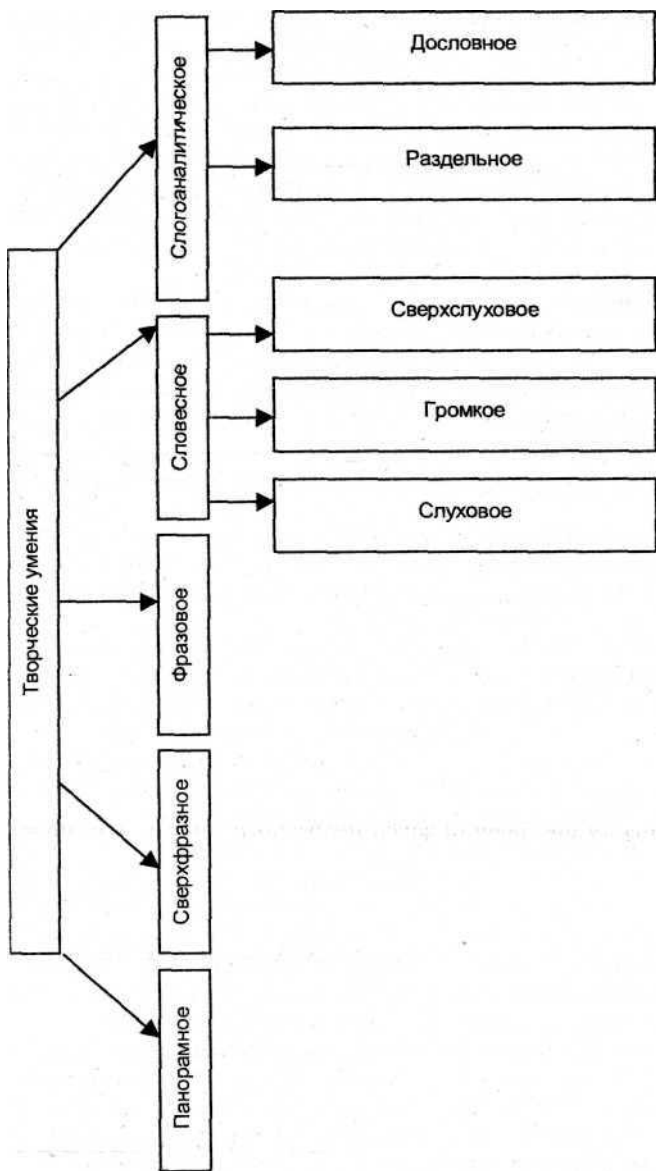 Творческие умения
Слогоаналитическое
Дословное
Раздельное
Словесное
Сверхслуховое
Громкое
Слуховое
Фразовое
Сверхфразное
Панорамное